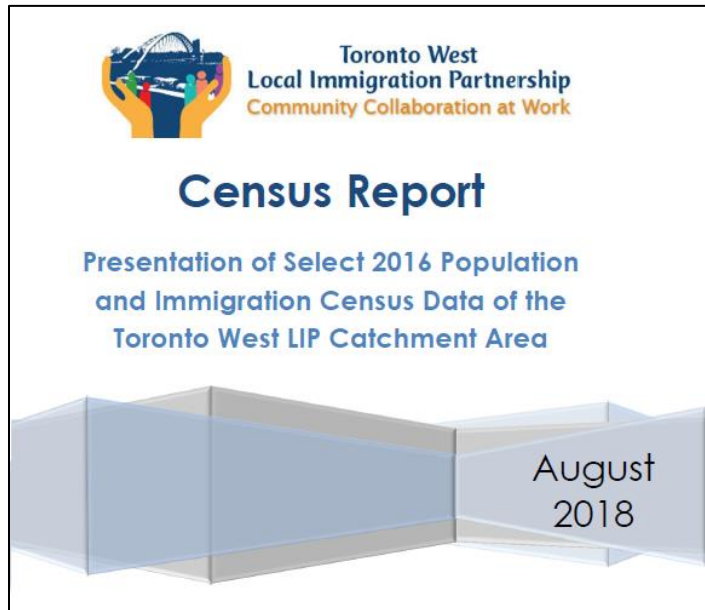 Toronto West
Local Immigration Partnership
Community Collaboration at Work
Census Report
Presentation of Select 2016 Population
and Immigration Census Data of the
Toronto West LIP Catchment Area
August
2018